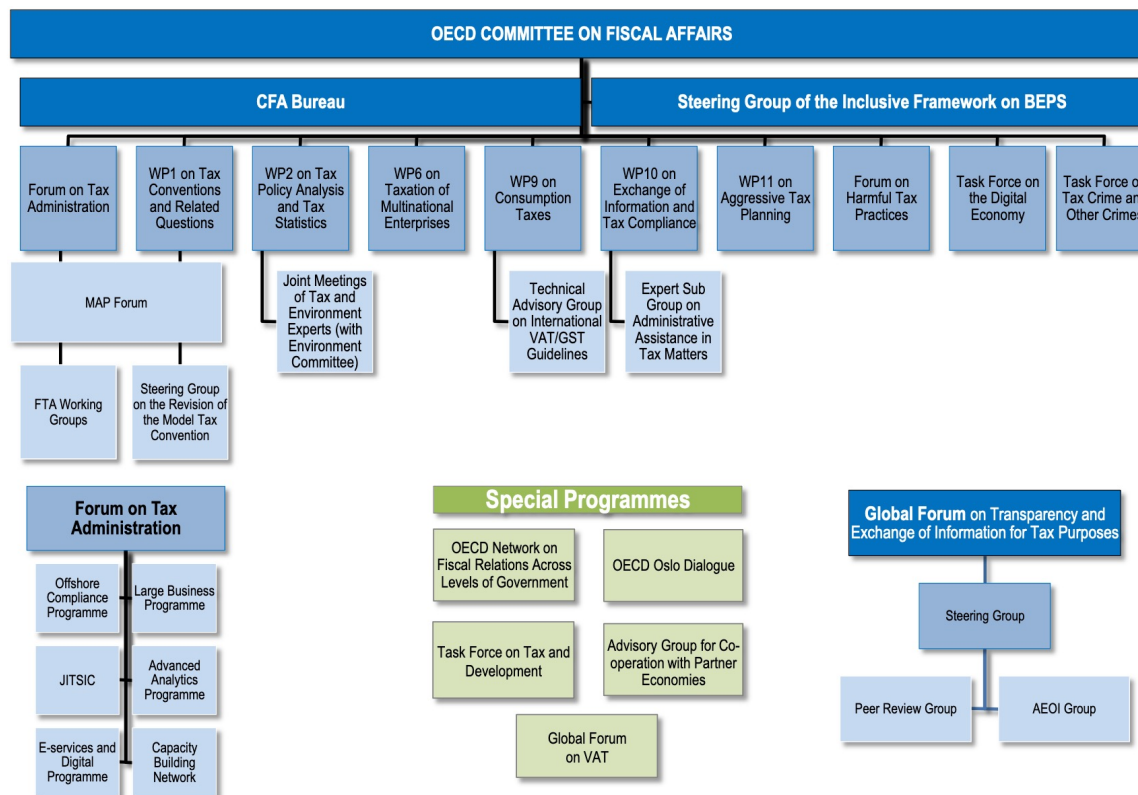 OECD COMMITTEE ON FISCAL AFFAIRS
CFA Bureau
Steering Group of the Inclusive Framework on BEPS
Forum on Tax
Administration
WP1 on Tax
Conventions
and Related
Questions
WP2 on Tax
Policy Analysis
and Tax
Statistics
WP6 on
Taxation of
Multinational
Enterprises
WP9 on
Consumption
Taxes
WP10 on
Exchange of
Information and
Tax Compliance
WP11 on
Aggressive Tax
Planning
Forum on
Harmful Tax
Practices
Task Force on
the Digital
Economy
Task Force o
Tax Crime an
Other Crimes
MAP Forum
Joint Meetings
of Tax and
Environment
Experts (with
Environment
Committee)
Technical
Advisory Group
on International
VAT/GST
Guidelines
Expert Sub
Group on
Administrative
Assistance in
Tax Matters
FTA Working
Groups
Steering Group
on the Revision of
the Model Tax
Convention
Forum on Tax
Administration
Offshore
Compliance
Programme
Large Business
Programme
JITSIC
Advanced
Analytics
Programme
E-services and
Digital
Programme
Capacity
Building
Network
Special Programmes
OECD Network on
Fiscal Relations Across
Levels of Government
OECD Oslo Dialogue
Task Force on Tax and
Development
Advisory Group for Co-
operation with Partner
Economies
Global Forum
on VAT
Global Forum on Transparency and
Exchange of Information for Tax Purposes
Steering Group
Peer Review Group
AEOI Group